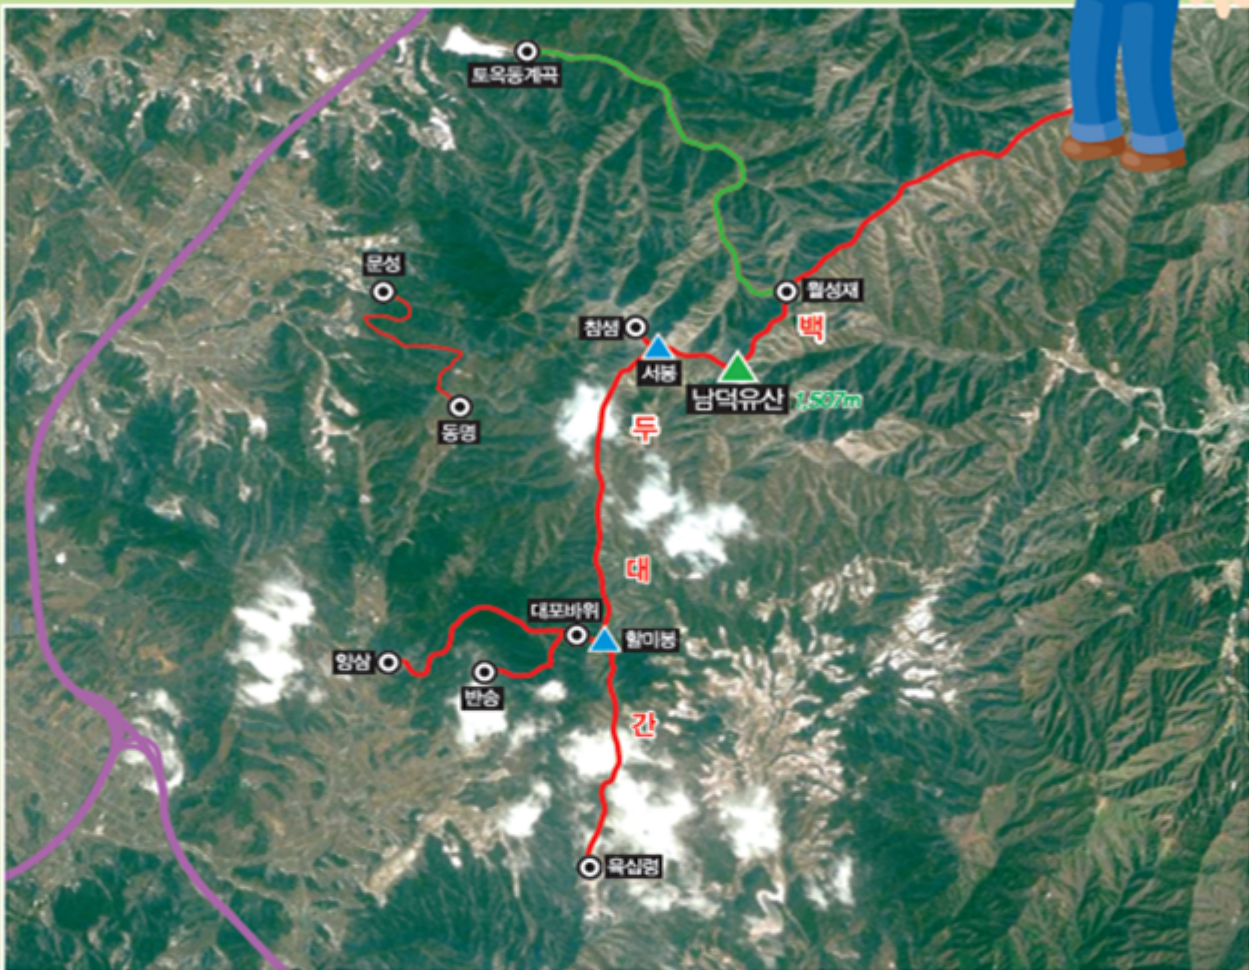 토옥동계곡
문성
월성재
참샘
백
서봉
남덕유산 1,507m
동명
두
대
대포바위
할미봉
양삼
반송
간
육십령